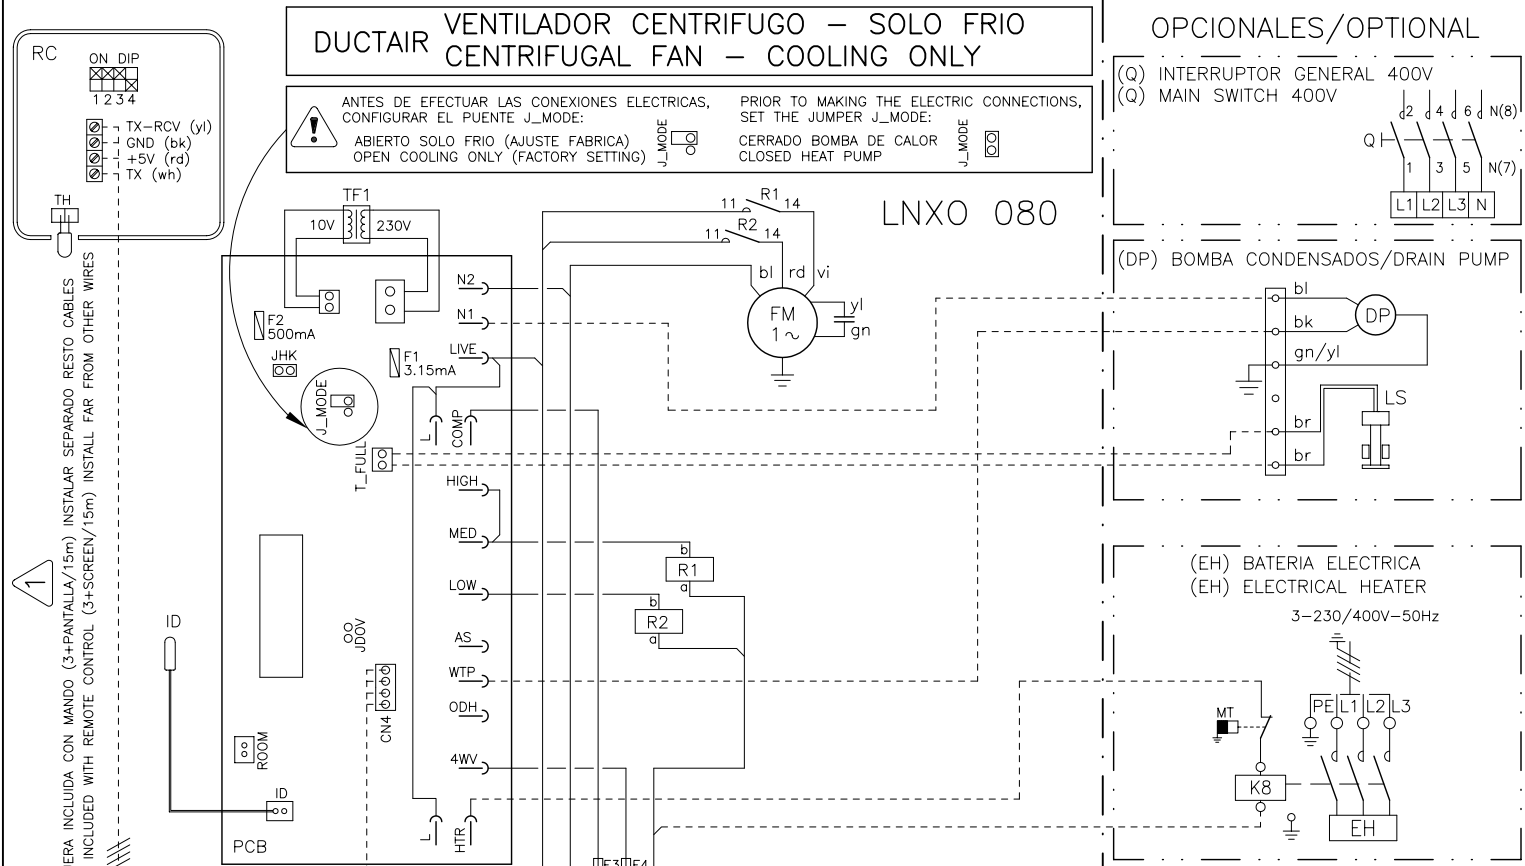 DUCTAIR
VENTILADOR CENTRIFUGO – SOLO FRIO
CENTRIFUGAL FAN – COOLING ONLY
OPCIONALES/OPTIONAL
RC
ON DIP
1 2 3 4
TX-RCV (yl)
GND (bk)
+5V (rd)
TX (wh)
TH
ANTES DE EFECTUAR LAS CONEXIONES ELECTRICAS,
CONFIGURAR EL PUENTE J_MODE:
ABIERTO SOLO FRIO (AJUSTE FABRICA)
OPEN COOLING ONLY (FACTORY SETTING)
J_MODE
PRIOR TO MAKING THE ELECTRIC CONNECTIONS,
SET THE JUMPER J_MODE:
CERRADO BOMBA DE CALOR
CLOSED HEAT PUMP
J_MODE
(Q) INTERRUPTOR GENERAL 400V
(Q) MAIN SWITCH 400V
2 4 6 N(8)
Q
1 3 5 N(7)
L1 L2 L3 N
TF1
10V 230V
LNXO 080
11 R1 14
11 R2 14
bl rd vi
FM
1~
yl
gn
(DP) BOMBA CONDENSADOS/DRAIN PUMP
bl
bk
gn/yl
br
br
DP
LS
N2
N1
LIVE
F2
500mA
JHK
F1
3.15mA
J_MODE
L
COMP
T_FULL
HIGH
MED
LOW
AS
WTP
ODH
4WV
b
R1
a
b
R2
a
JDOV
CN4
ROOM
ID
ID
PCB
L
HTR
F3
F4
1
ERA INCLUIDA CON MANDO (3+PANTALLA/15m) INSTALAR SEPARADO RESTO CABLES
INCLUDED WITH REMOTE CONTROL (3+SCREEN/15m) INSTALL FAR FROM OTHER WIRES
(EH) BATERIA ELECTRICA
(EH) ELECTRICAL HEATER
3-230/400V-50Hz
PE L1 L2 L3
MT
K8
EH